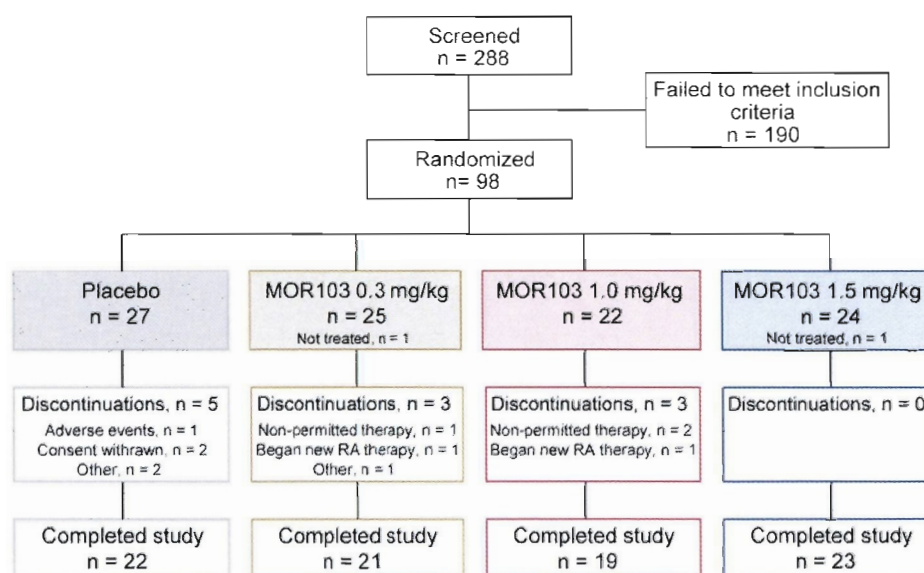 Screened
n = 288
Failed to meet inclusion
criteria
n = 190
Randomized
n= 98
Placebo
n = 27
MOR103 0.3 mg/kg
n = 25
Not treated, n = 1
MOR103 1.0 mg/kg
n = 22
MOR103 1.5 mg/kg
n = 24
Not treated, n = 1
Discontinuations, n = 5
Adverse events, n = 1
Consent withrawn, n = 2
Other, n = 2
Discontinuations, n = 3
Non-permitted therapy, n = 1
Began new RA therapy, n = 1
Other, n = 1
Discontinuations, n = 3
Non-permitted therapy, n = 2
Began new RA therapy, n = 1
Discontinuations, n = 0
Completed study
n = 22
Completed study
n = 21
Completed study
n = 19
Completed study
n = 23